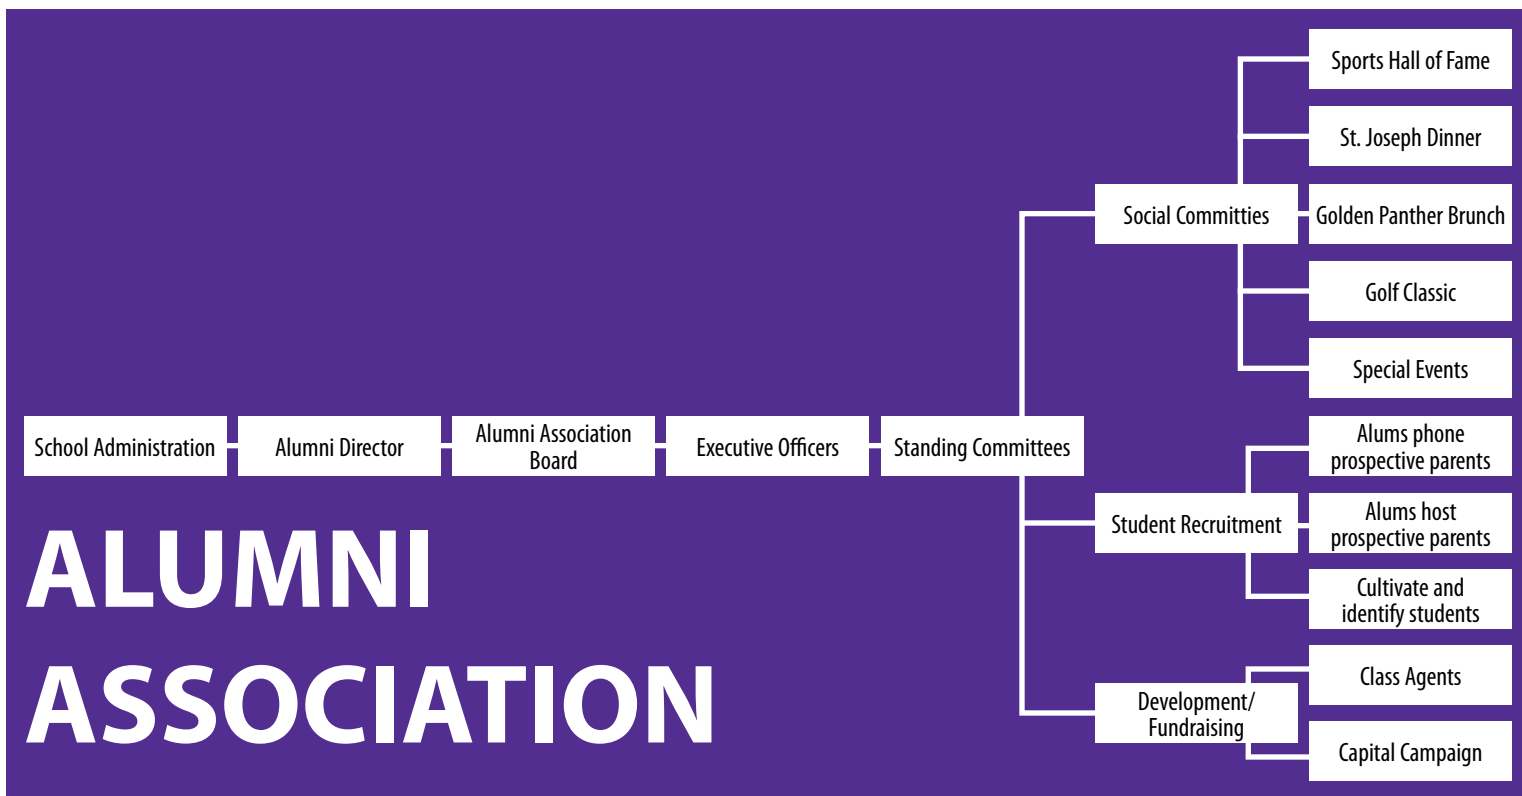 Sports Hall of Fame
St. Joseph Dinner
Social Committies
Golden Panther Brunch
Golf Classic
Special Events
School Administration
Alumni Director
Alumni Association
Board
Executive Officers
Standing Committees
Alums phone
prospective parents
Student Recruitment
Alums host
prospective parents
Cultivate and
identify students
Development/
Fundraising
Class Agents
Capital Campaign
ALUMNI
ASSOCIATION